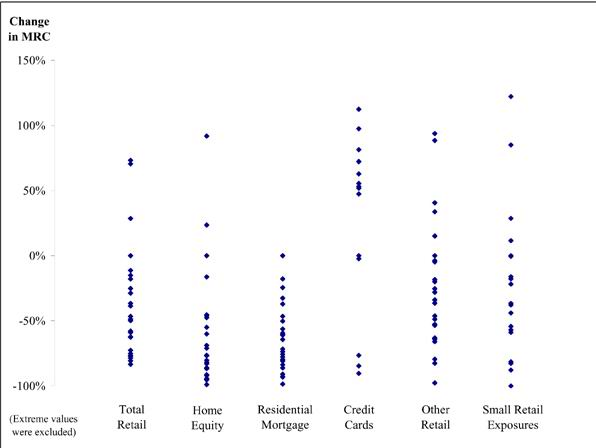 Change
in MRC
150%
100%
50%
0%
-50%
-100%
Total
Retail
Home
Equity
Residential
Mortgage
Credit
Cards
Other
Retail
Small Retail
Exposures
(Extreme values
were excluded)